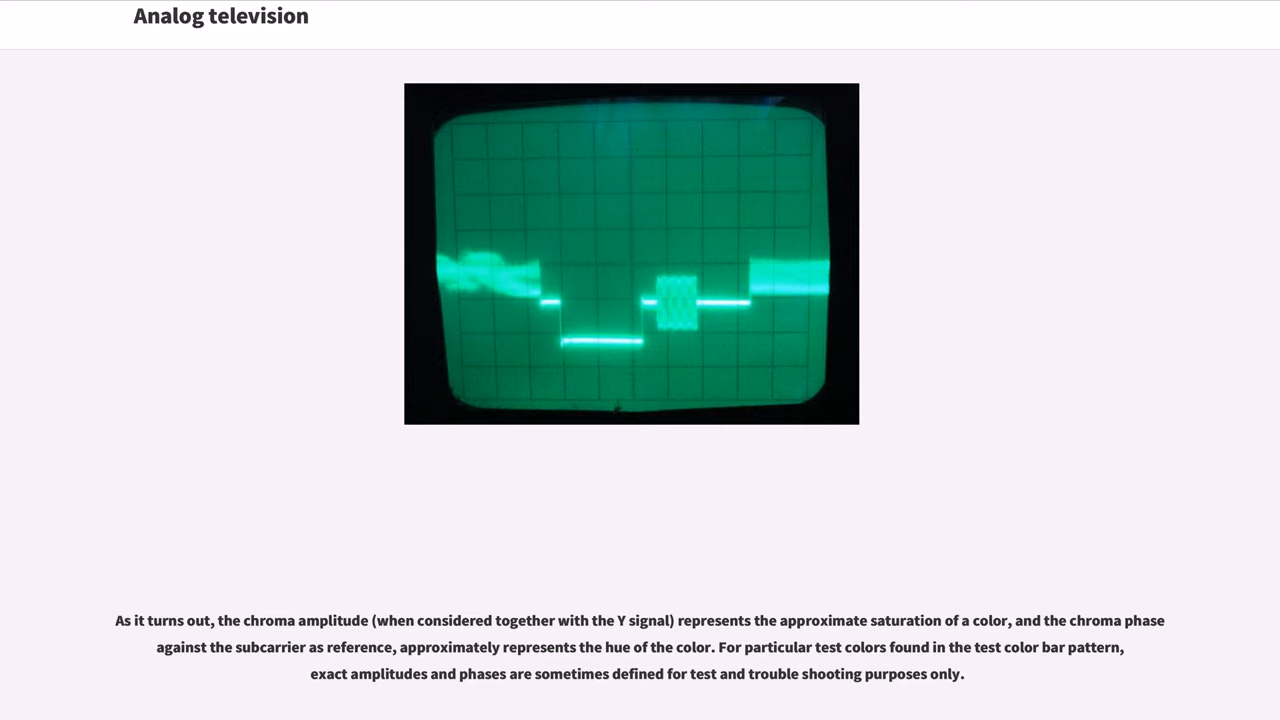 Analog television
As it turns out, the chroma amplitude (when considered together with the Y signal) represents the approximate saturation of a color, and the chroma phase
against the subcarrier as reference, approximately represents the hue of the color. For particular test colors found in the test color bar pattern,
exact amplitudes and phases are sometimes defined for test and trouble shooting purposes only.